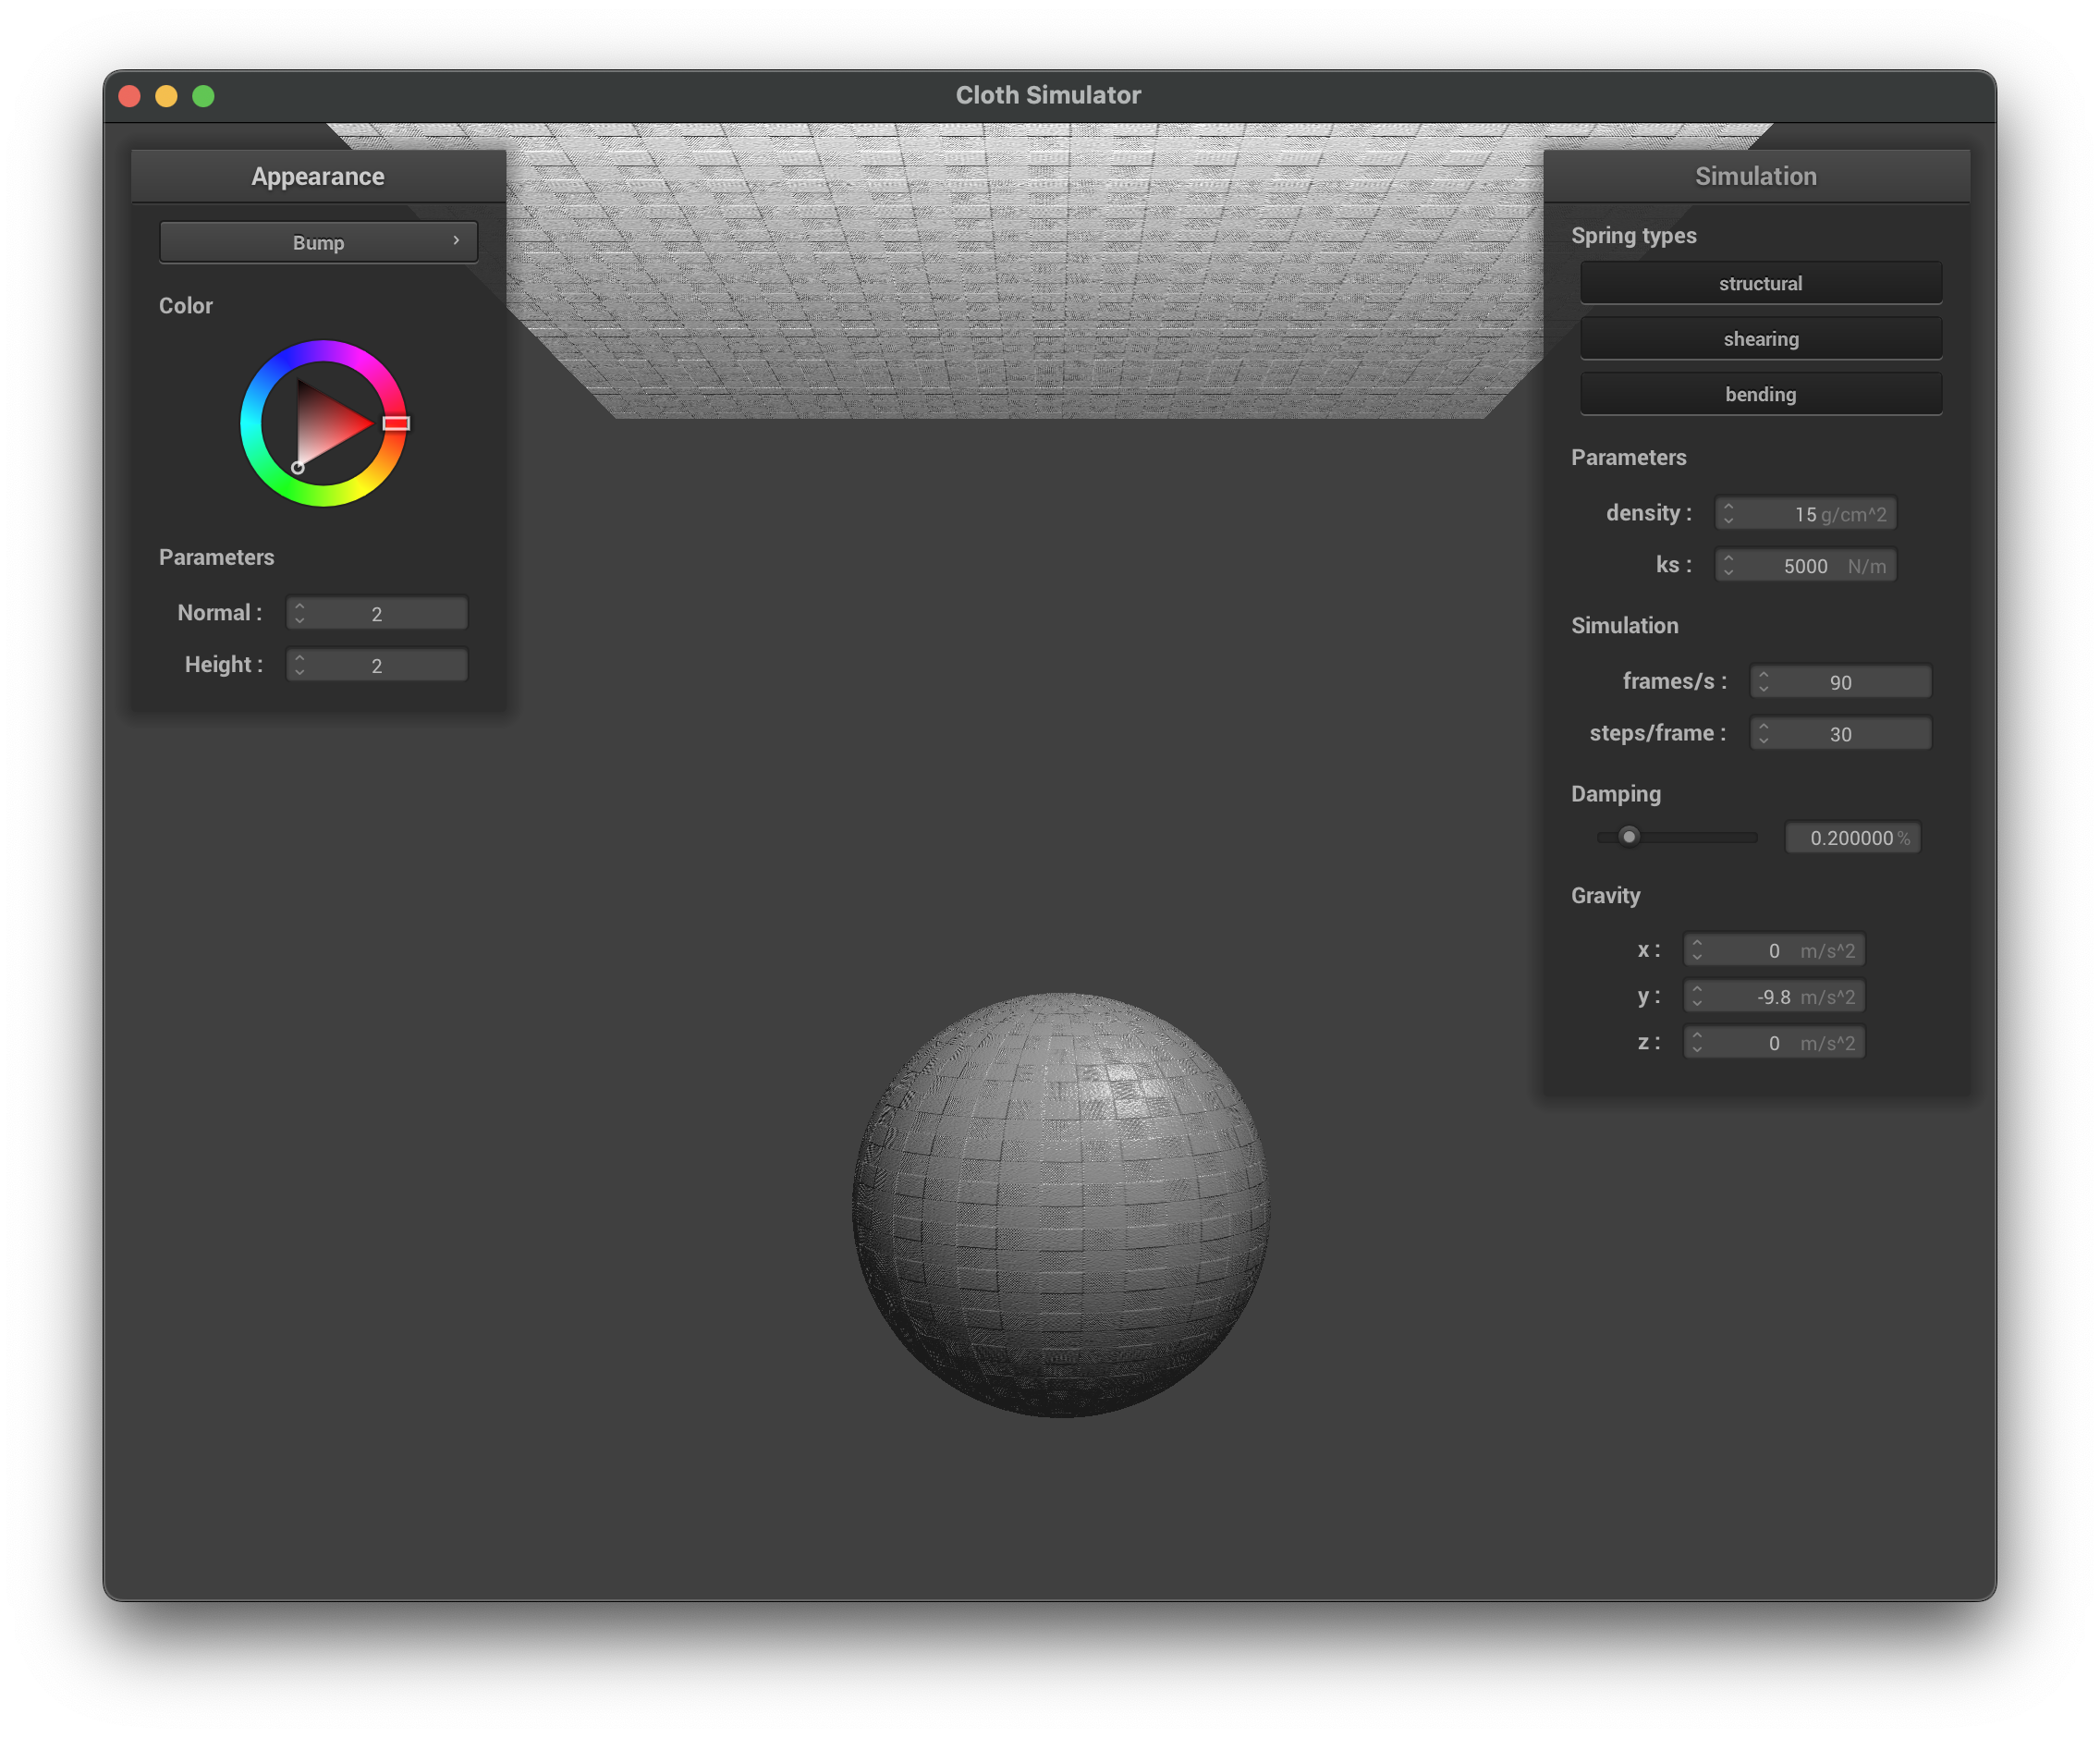 Cloth Simulator
Appearance
Bump
Color
Parameters
Normal : 2
Height : 2
Simulation
Spring types
structural
shearing
bending
Parameters
density : 15 g/cm^2
ks : 5000 N/m
Simulation
frames/s : 90
steps/frame : 30
Damping
0.200000 %
Gravity
x : 0 m/s^2
y : -9.8 m/s^2
z : 0 m/s^2